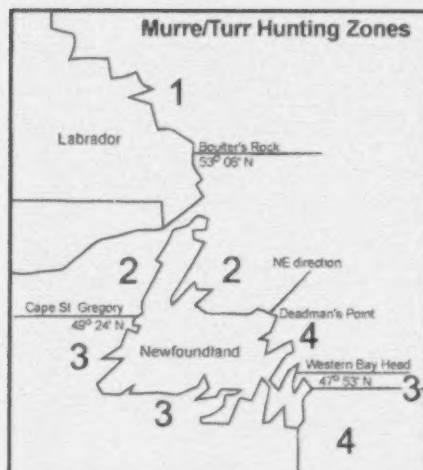 Murre/Turr Hunting Zones
1
Labrador
Boulter's Rock
53° 06' N
NE direction
2
2
Cape St. Gregory
49° 24' N
Deadman's Point
4
3
Newfoundland
Western Bay Head
47° 53' N
3
3
4